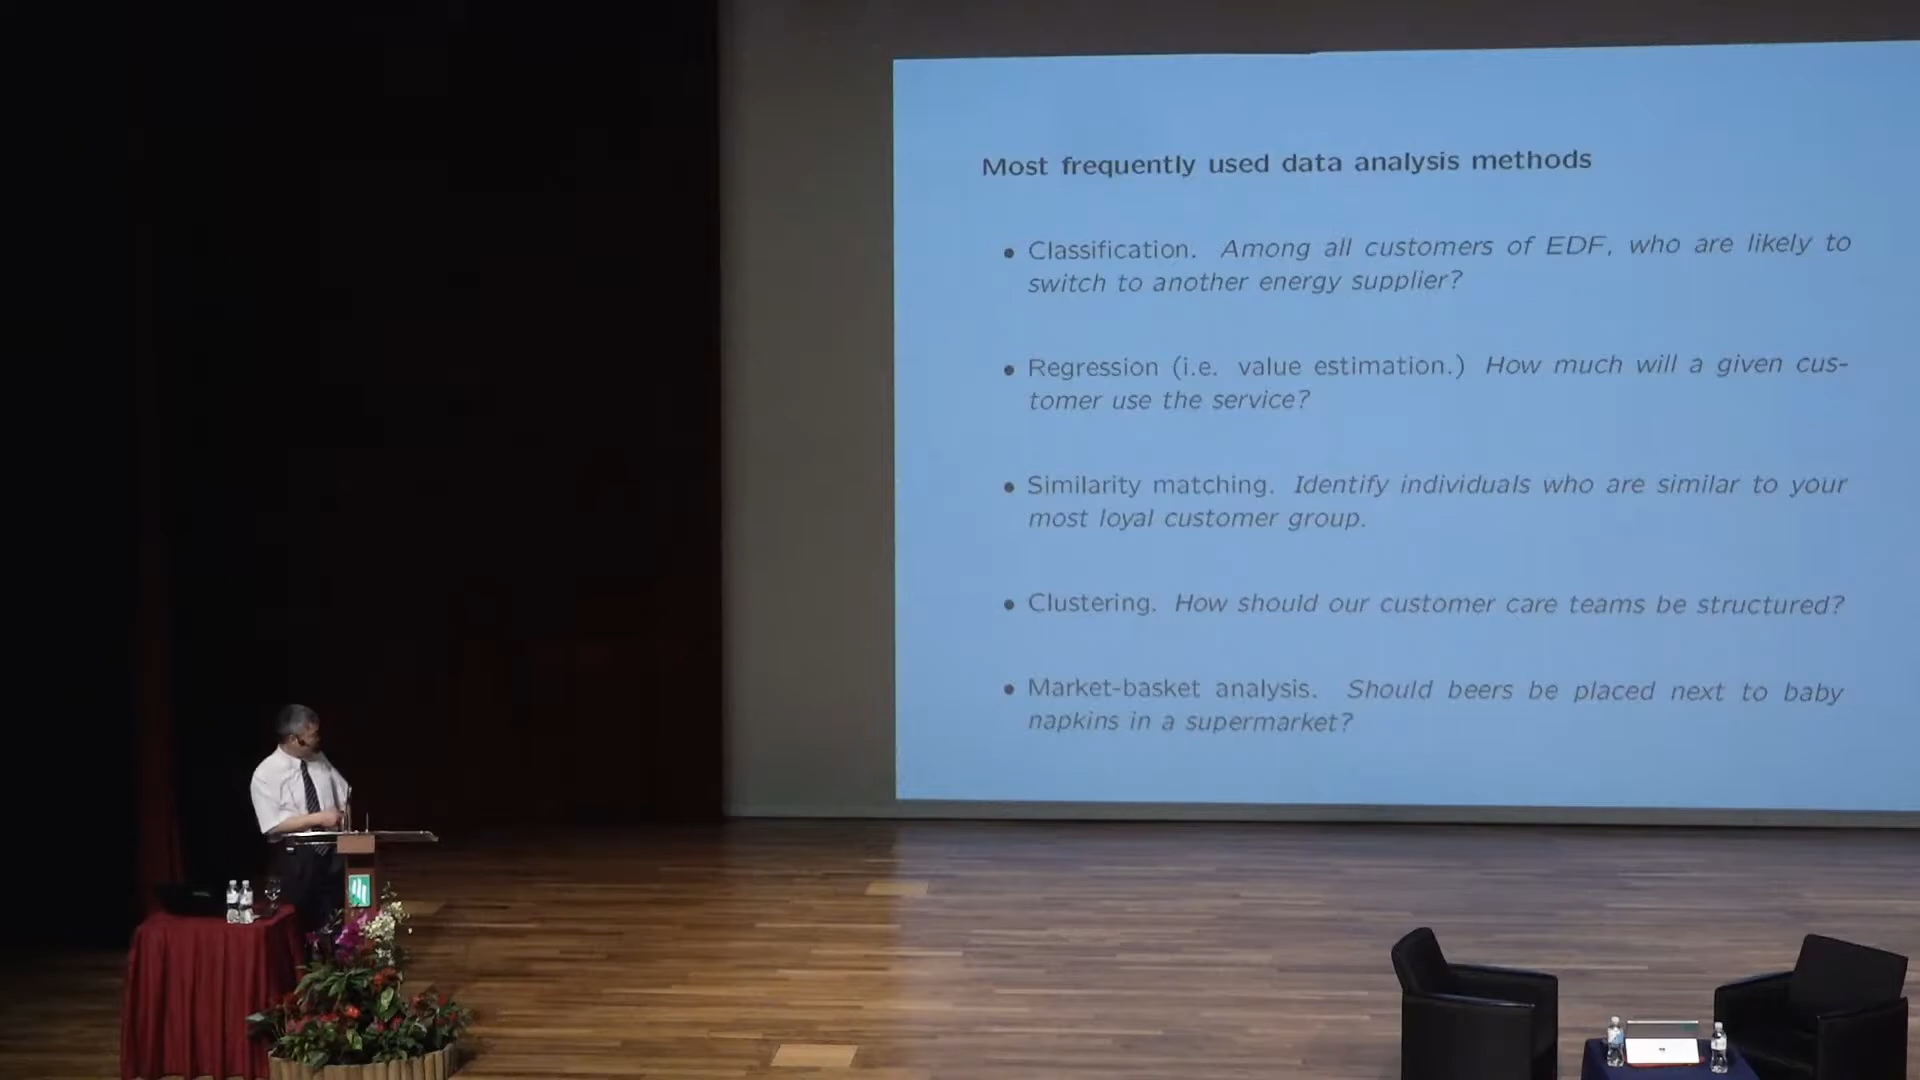 Most frequently used data analysis methods
• Classification. Among all customers of EDF, who are likely to
switch to another energy supplier?
• Regression (i.e. value estimation.) How much will a given cus-
tomer use the service?
• Similarity matching. Identify individuals who are similar to your
most loyal customer group.
• Clustering. How should our customer care teams be structured?
• Market-basket analysis. Should beers be placed next to baby
napkins in a supermarket?